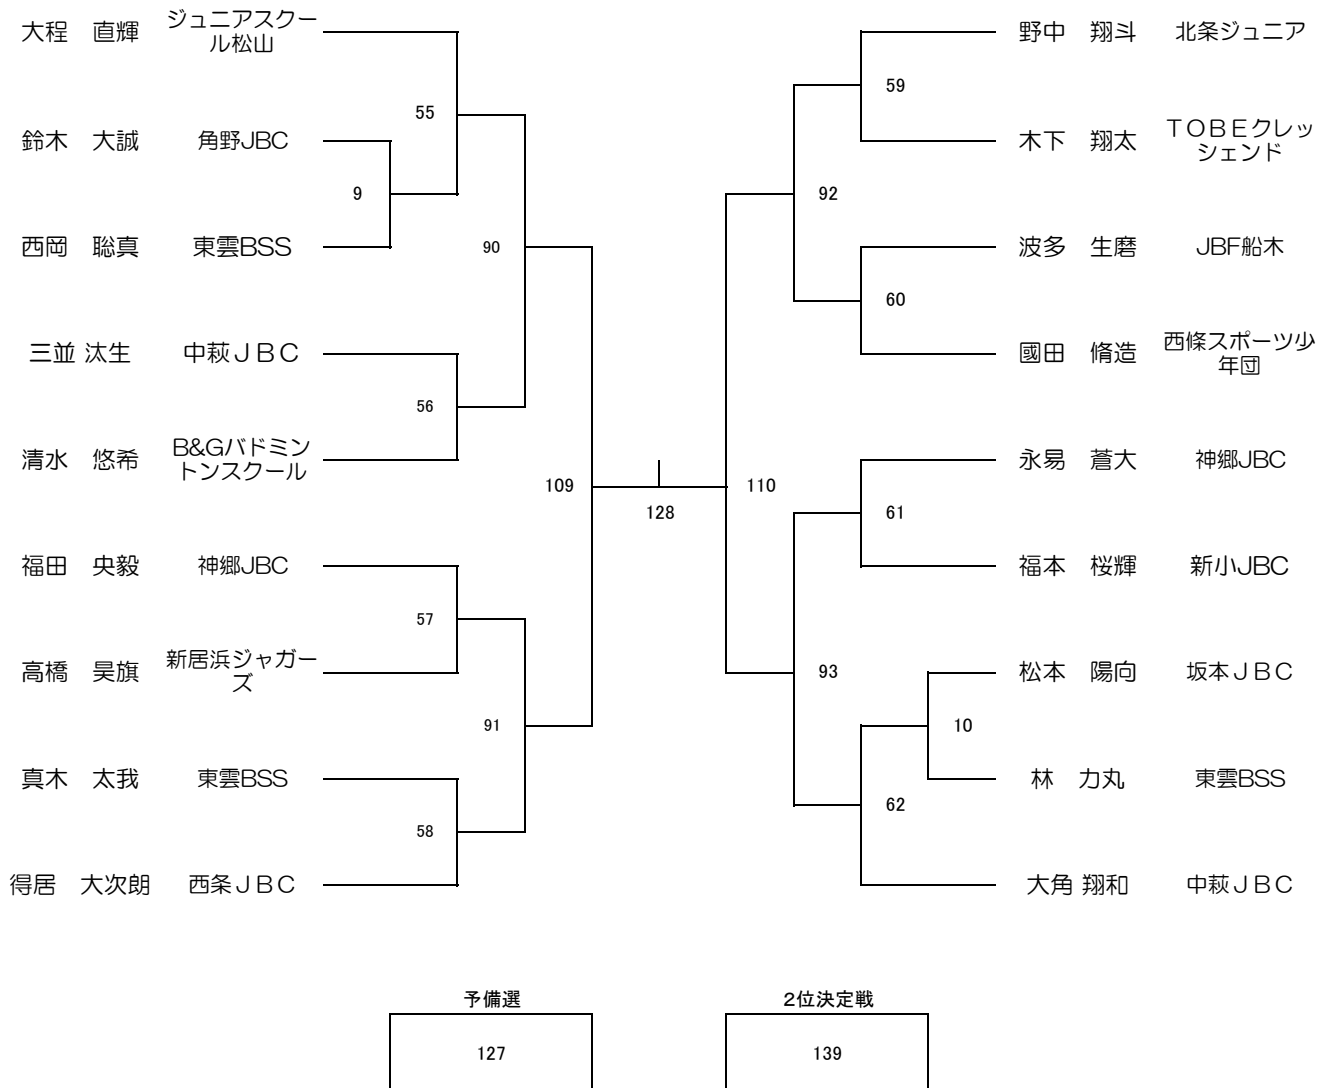 大程　直輝
ジュニアスクー
ル松山
55
鈴木　大誠
角野JBC
9
西岡　聡真
東雲BSS
90
三並 汰生
中萩ＪＢＣ
56
清水　悠希
B&Gバドミン
トンスクール
109
福田　央毅
神郷JBC
57
高橋　昊旗
新居浜ジャガー
ズ
91
真木　太我
東雲BSS
58
得居　大次朗
西条ＪＢＣ
128
野中　翔斗
北条ジュニア
59
木下　翔太
ＴＯＢＥクレッ
シェンド
92
波多　生磨
JBF船木
60
國田　脩造
西條スポーツ少
年団
110
永易　蒼大
神郷JBC
61
福本　桜輝
新小JBC
93
松本　陽向
坂本ＪＢＣ
10
林　力丸
東雲BSS
62
大角 翔和
中萩ＪＢＣ
予備選
127
2位決定戦
139